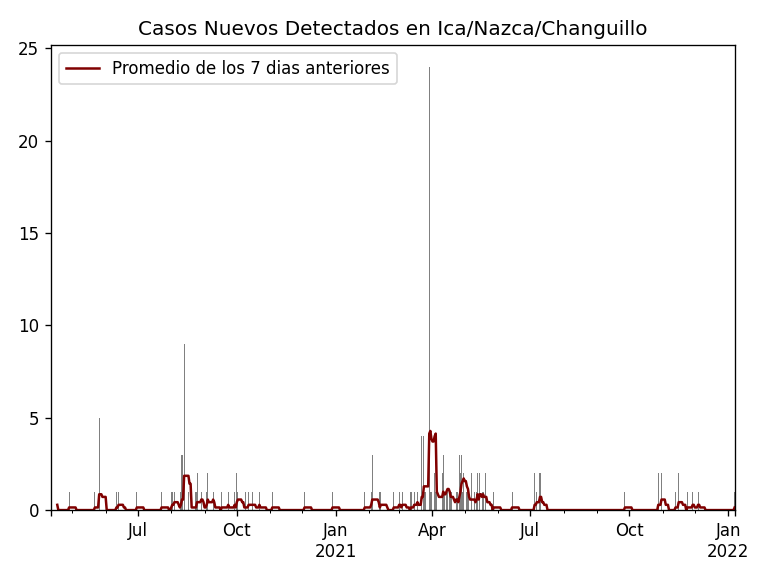 Casos Nuevos Detectados en Ica/Nazca/Changuillo
Promedio de los 7 dias anteriores
25
20
15
10
5
0
Jul Oct Jan Apr Jul Oct Jan
2021 2022